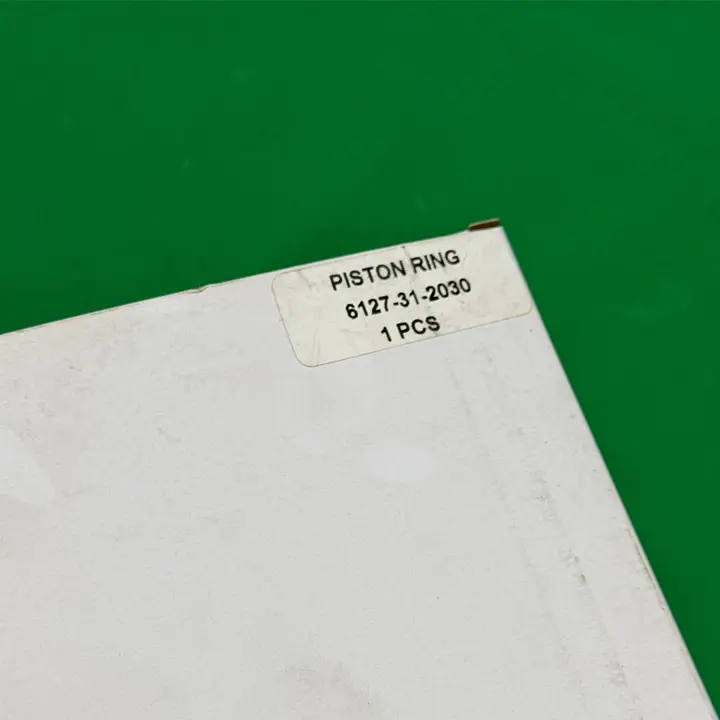 PISTON RING
6127-31-2030
1 PCS